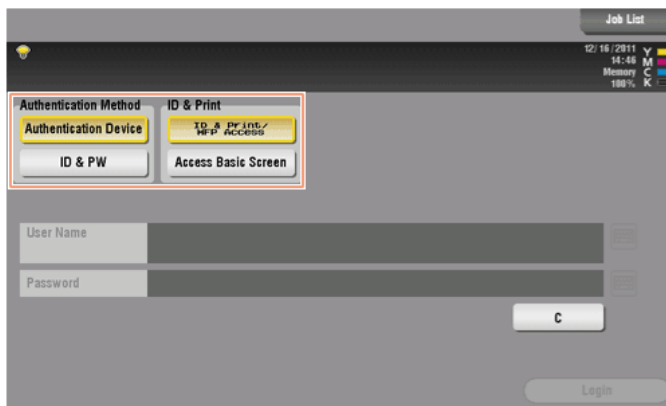 Job List
12/16/2011
14:46
Memory
100%
Y
M
C
K
Authentication Method
ID & Print
Authentication Device
ID & Print/
MFP Access
ID & PW
Access Basic Screen
User Name
Password
C
Login